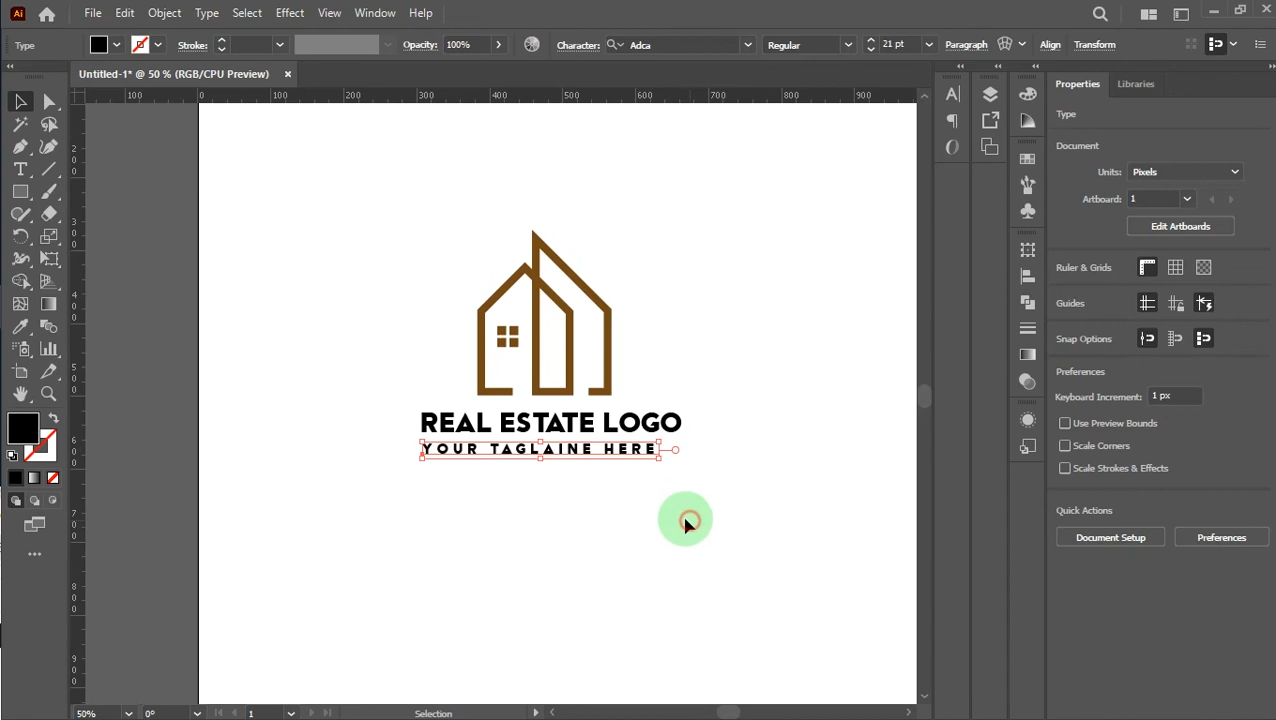 Ai File Edit Object Type Select Effect View Window Help
Type Stroke: Opacity: 100% Character: Adca Regular 21 pt Paragraph Align Transform
Untitled-1* @ 50 % (RGB/CPU Preview)
100 0 100 200 300 400 500 600 700 800 900
Properties Libraries
Type
Document
Units: Pixels
Artboard: 1
Edit Artboards
Ruler & Grids
Guides
Snap Options
Preferences
Keyboard Increment: 1 px
Use Preview Bounds
Scale Corners
Scale Strokes & Effects
Quick Actions
Document Setup Preferences
REAL ESTATE LOGO
YOUR TAGLAINE HERE
50% 0° 1 Selection